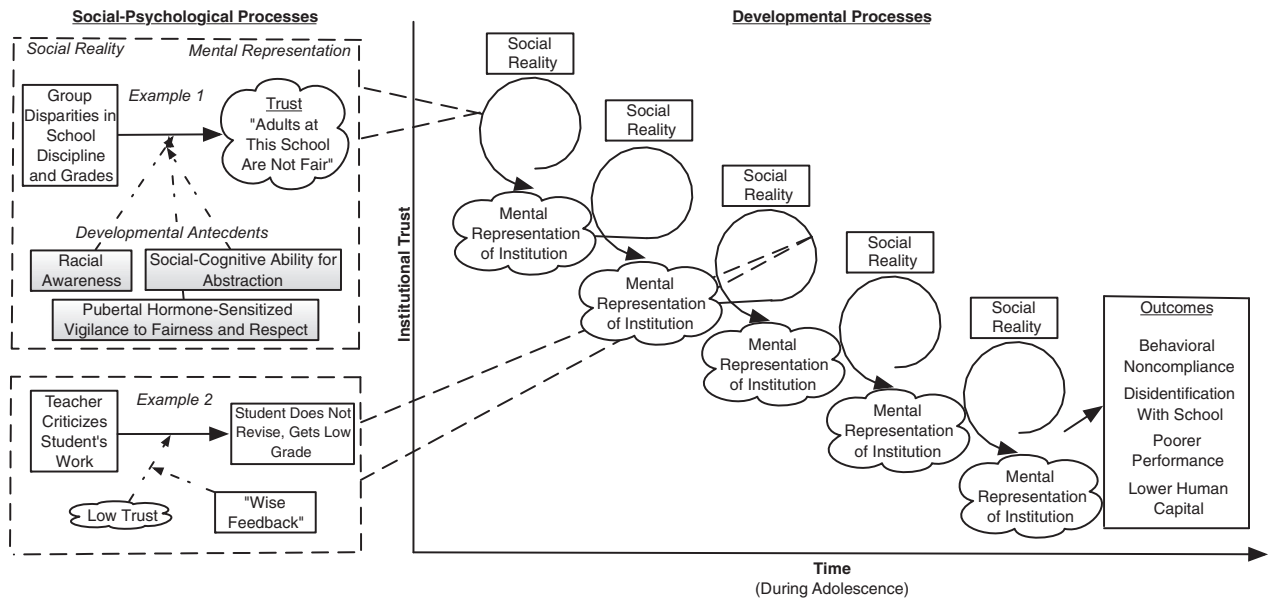 Social-Psychological Processes
Social Reality
Mental Representation
Group
Disparities in
School
Discipline
and Grades
Example 1
Trust
"Adults at
This School
Are Not Fair"
Developmental Antecdents
Racial
Awareness
Social-Cognitive Ability for
Abstraction
Pubertal Hormone-Sensitized
Vigilance to Fairness and Respect
Teacher
Criticizes
Student's
Work
Example 2
Student Does Not
Revise, Gets Low
Grade
Low Trust
"Wise
Feedback"
Developmental Processes
Institutional Trust
Social
Reality
Mental
Representation
of Institution
Social
Reality
Mental
Representation
of Institution
Social
Reality
Mental
Representation
of Institution
Social
Reality
Mental
Representation
of Institution
Social
Reality
Mental
Representation
of Institution
Outcomes
Behavioral
Noncompliance
Disidentification
With School
Poorer
Performance
Lower Human
Capital
Time
(During Adolescence)